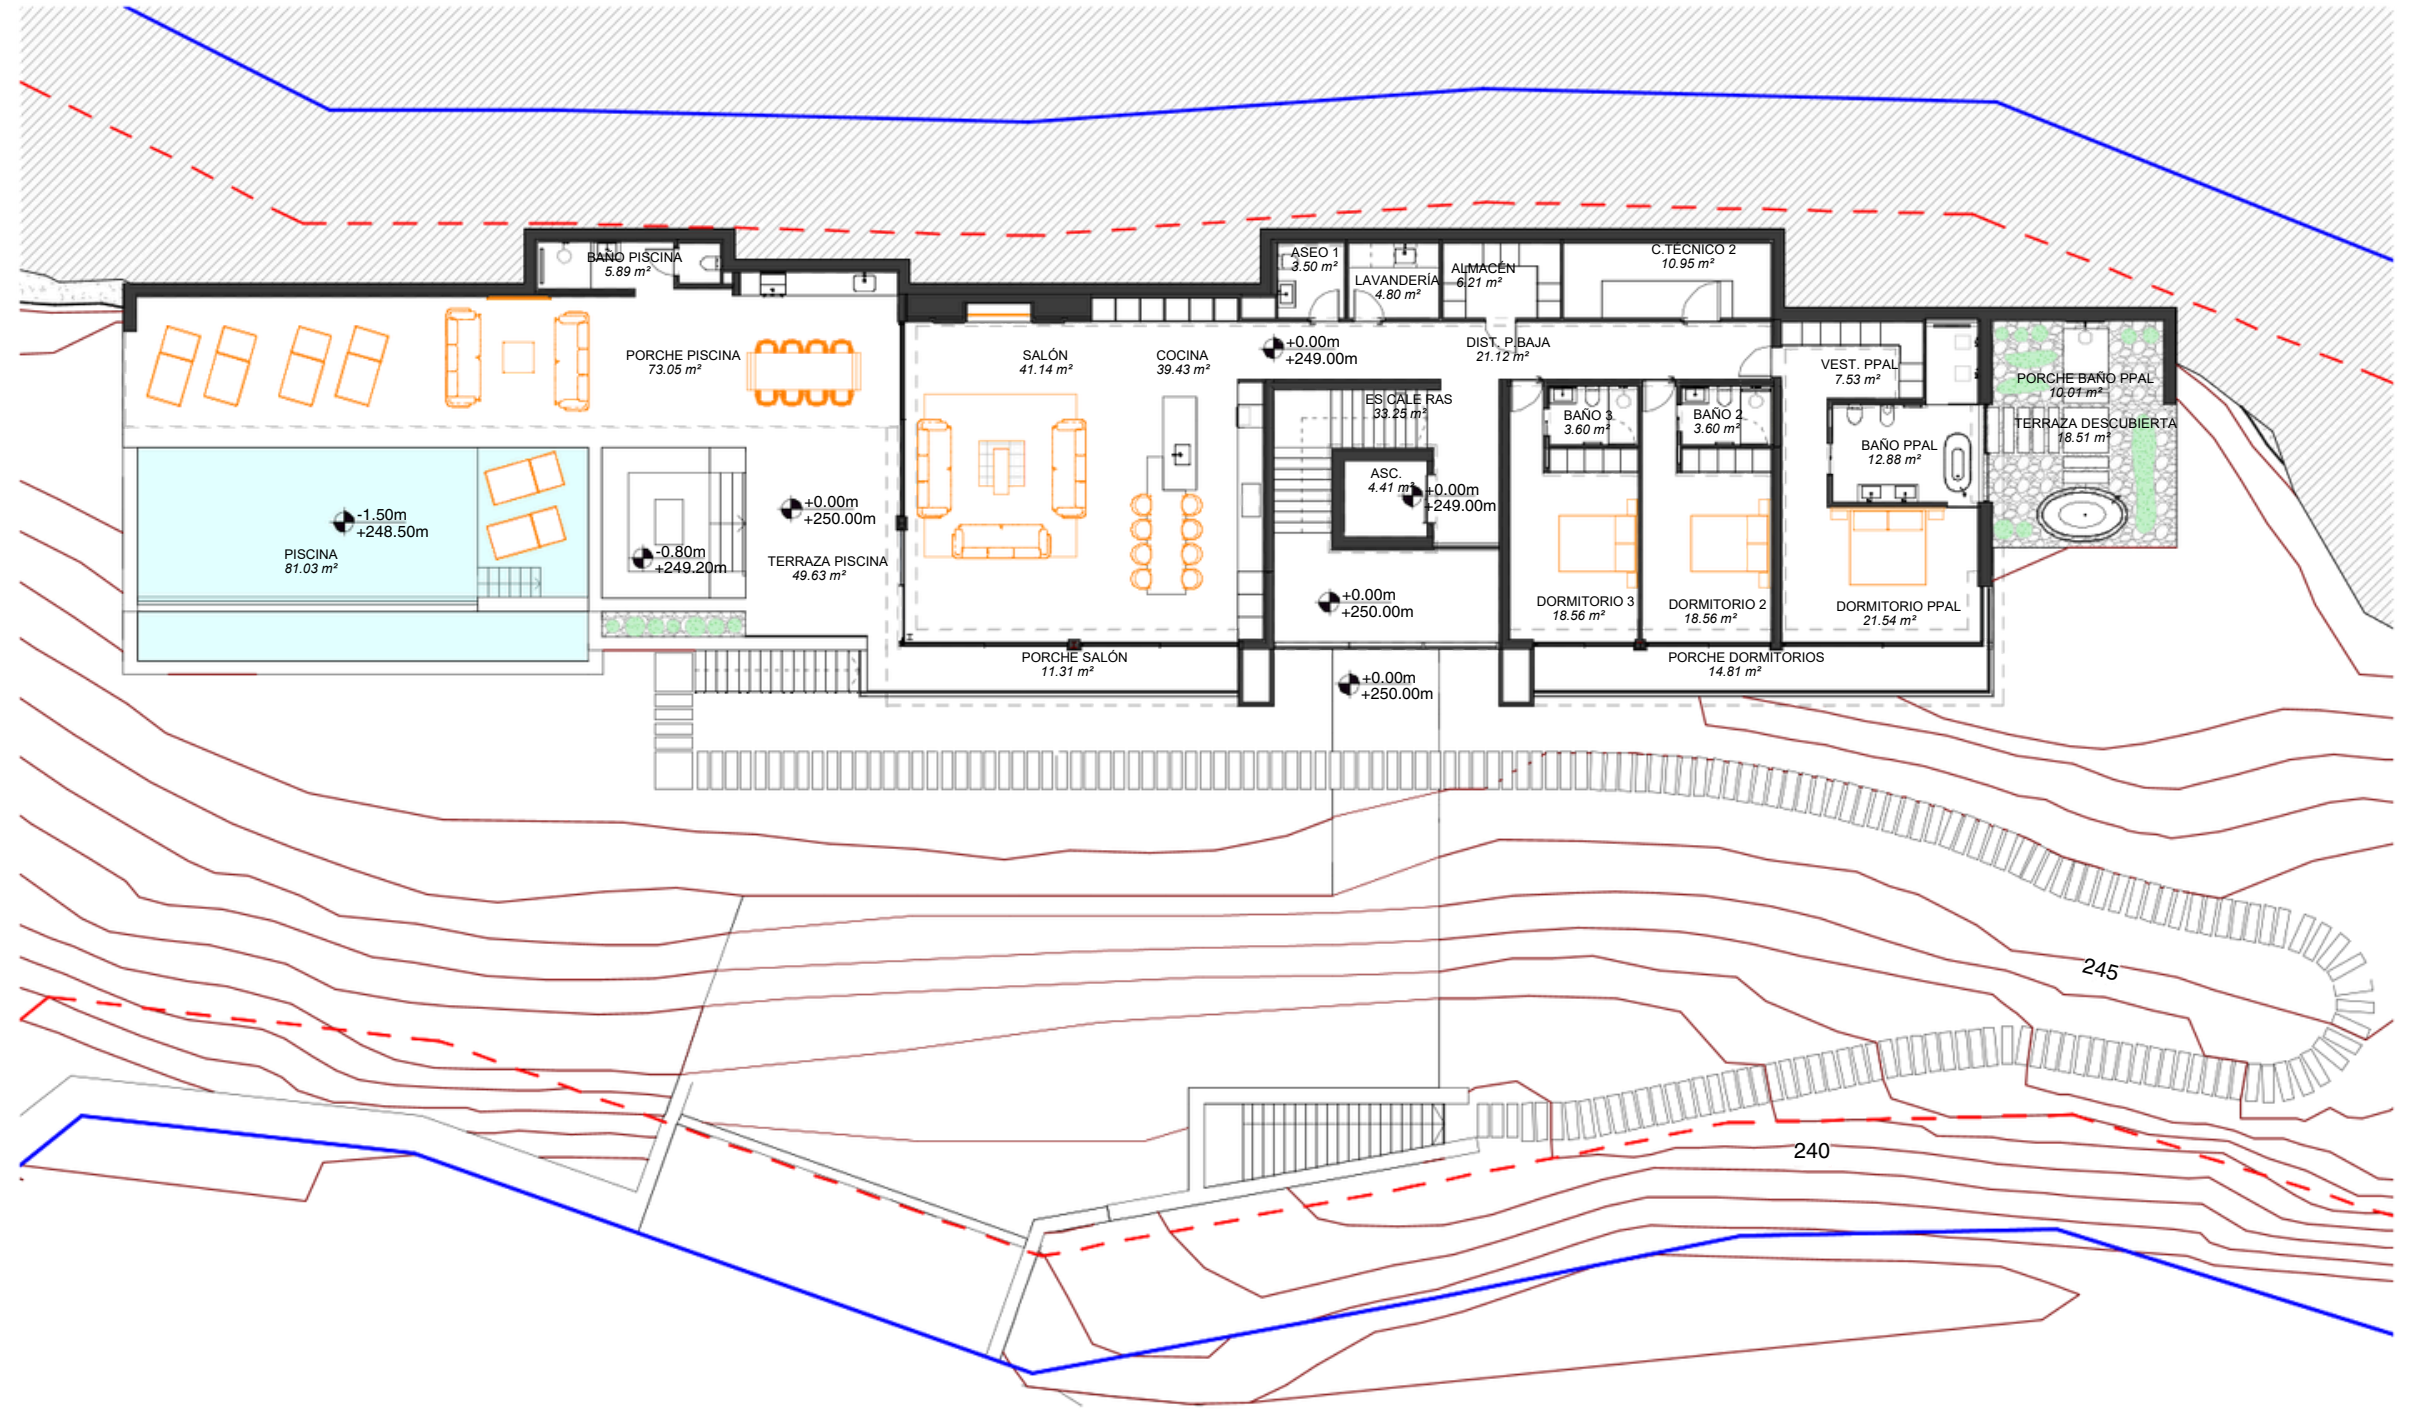 BAÑO PISCINA
5.89 m²
ASEO 1
3.50 m²
LAVANDERÍA
4.80 m²
ALMACÉN
6.21 m²
C.TÉCNICO 2
10.95 m²
PORCHE PISCINA
73.05 m²
SALÓN
41.14 m²
COCINA
39.43 m²
+0.00m
+249.00m
DIST. P.BAJA
21.12 m²
VEST. PPAL
7.53 m²
PORCHE BAÑO PPAL
10.01 m²
ESCALERAS
33.25 m²
BAÑO 3
3.60 m²
BAÑO 2
3.60 m²
TERRAZA DESCUBIERTA
18.51 m²
BAÑO PPAL
12.88 m²
ASC.
4.41 m²
+0.00m
+249.00m
-1.50m
+248.50m
+0.00m
+250.00m
PISCINA
81.03 m²
-0.80m
+249.20m
TERRAZA PISCINA
49.63 m²
+0.00m
+250.00m
DORMITORIO 3
18.56 m²
DORMITORIO 2
18.56 m²
DORMITORIO PPAL
21.54 m²
PORCHE SALÓN
11.31 m²
PORCHE DORMITORIOS
14.81 m²
+0.00m
+250.00m
245
240